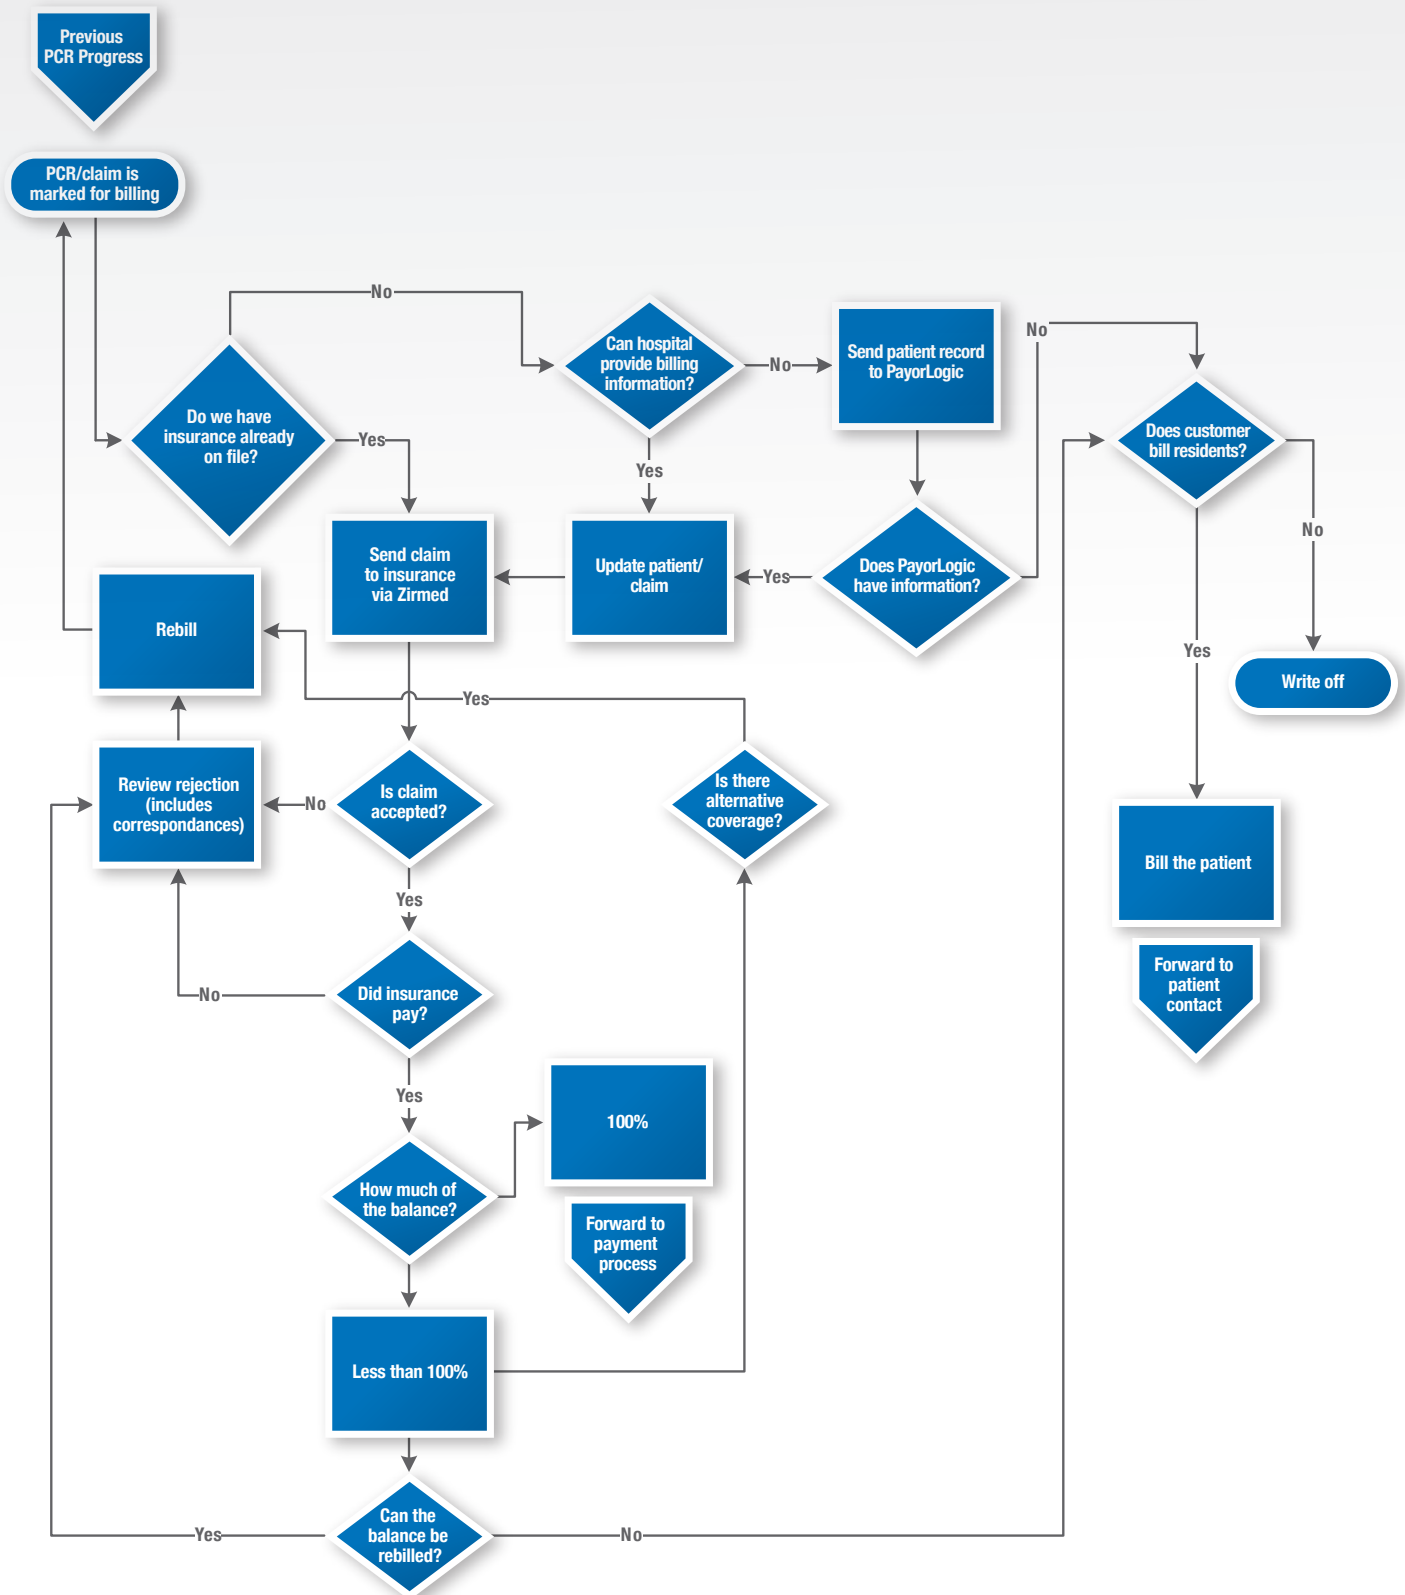 Previous
PCR Progress
PCR/claim is
marked for billing
No
Do we have
insurance already
on file?
Yes
Can hospital
provide billing
information?
No
Yes
Send patient record
to PayorLogic
No
Does customer
bill residents?
No
Yes
Send claim
to insurance
via Zirmed
Update patient/
claim
Yes
Does PayorLogic
have information?
Write off
Rebill
Yes
Review rejection
(includes
correspondances)
No
Is claim
accepted?
Is there
alternative
coverage?
Bill the patient
Yes
Forward to
patient
contact
Did insurance
pay?
No
Yes
100%
How much of
the balance?
Forward to
payment
process
Less than 100%
Can the
balance be
rebilled?
Yes
No